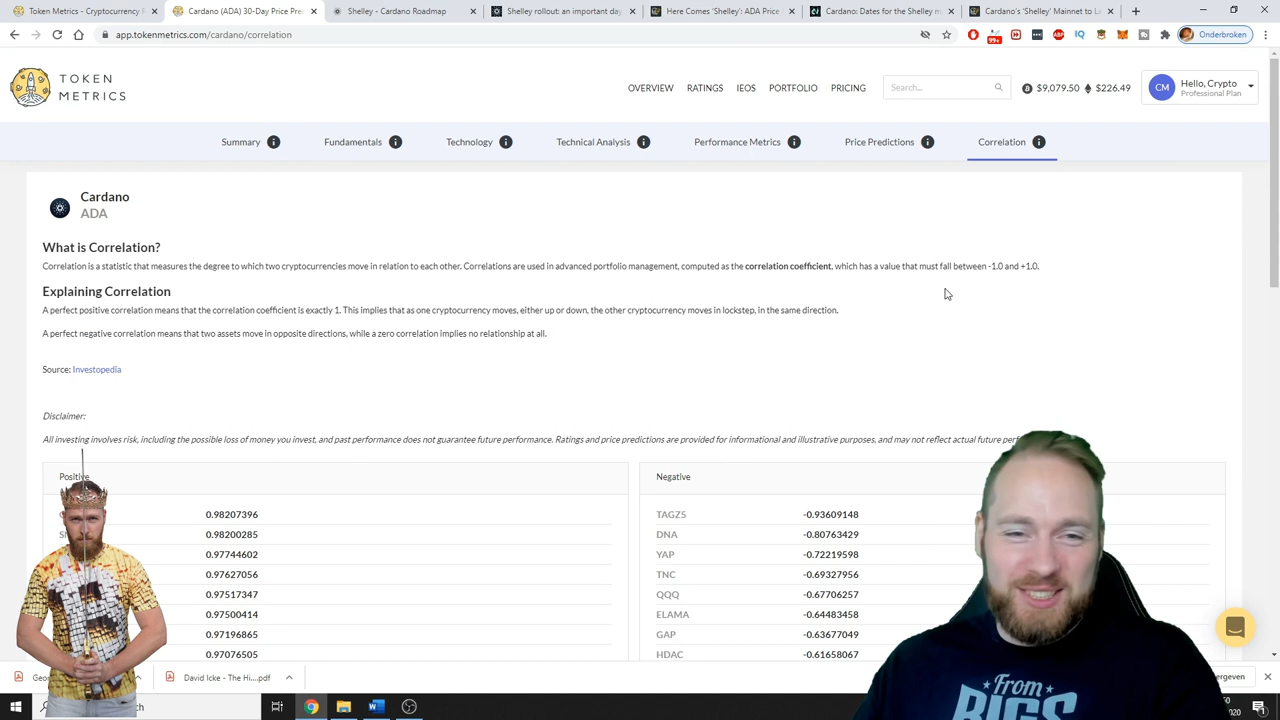 Token Metrics - Cryptocurrency R
Cardano (ADA) 30-Day Price Pred
Shelley - Cardano Roadmap
Shelley rollout: an important day
Here Comes 'Shelley': ADA Price
Cardano: Dates for the Shelley m
Cardano's 'Shelley' Mainnet to La
app.tokenmetrics.com/cardano/correlation
99+
ABP
IQ
Onderbroken
TOKEN
METRICS
OVERVIEW RATINGS IEOS PORTFOLIO PRICING
Search...
$9,079.50 $226.49
CM
Hello, Crypto
Professional Plan
Summary Fundamentals Technology Technical Analysis Performance Metrics Price Predictions Correlation
Cardano
ADA
What is Correlation?
Correlation is a statistic that measures the degree to which two cryptocurrencies move in relation to each other. Correlations are used in advanced portfolio management, computed as the correlation coefficient, which has a value that must fall between -1.0 and +1.0.
Explaining Correlation
A perfect positive correlation means that the correlation coefficient is exactly 1. This implies that as one cryptocurrency moves, either up or down, the other cryptocurrency moves in lockstep, in the same direction.
A perfect negative correlation means that two assets move in opposite directions, while a zero correlation implies no relationship at all.
Source: Investopedia
Disclaimer:
All investing involves risk, including the possible loss of money you invest, and past performance does not guarantee future performance. Ratings and price predictions are provided for informational and illustrative purposes, and may not reflect actual future
Positive
0.98207396
0.98200285
0.97744602
0.97627056
0.97517347
0.97500414
0.97196865
0.97076505
Negative
TAGZ5 -0.93609148
DNA -0.80763429
YAP -0.72219598
TNC -0.69327956
QQQ -0.67706257
ELAMA -0.64483458
GAP -0.63677049
HDAC -0.61658067
David Icke - The Hi....pdf
From
RIGS